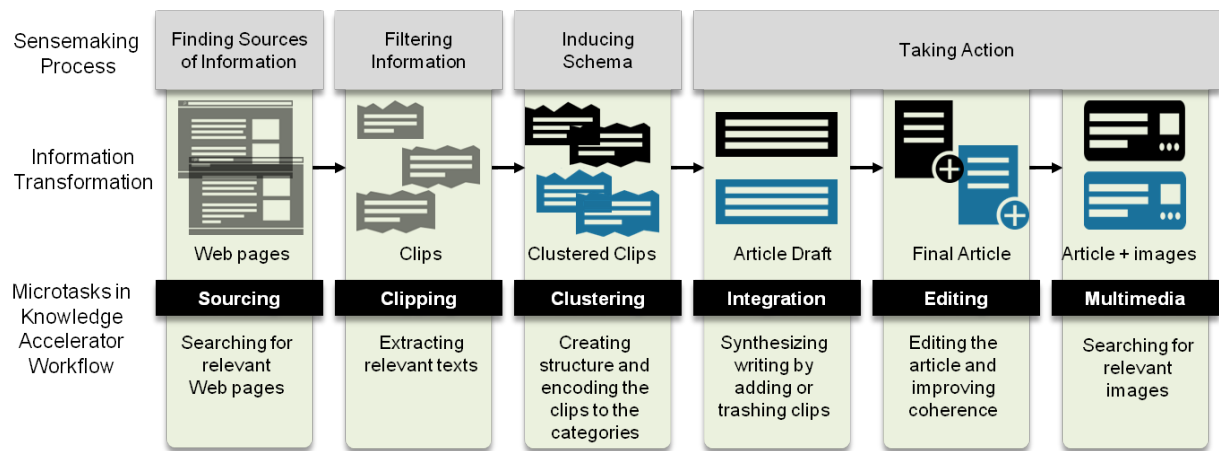 Sensemaking
Process
Finding Sources
of Information
Filtering
Information
Inducing
Schema
Taking Action
Information
Transformation
Web pages
Clips
Clustered Clips
Article Draft
Final Article
Article + images
Microtasks in
Knowledge
Accelerator
Workflow
Sourcing
Clipping
Clustering
Integration
Editing
Multimedia
Searching for
relevant
Web pages
Extracting
relevant texts
Creating
structure and
encoding the
clips to the
categories
Synthesizing
writing by
adding or
trashing clips
Editing the
article and
improving
coherence
Searching for
relevant
images